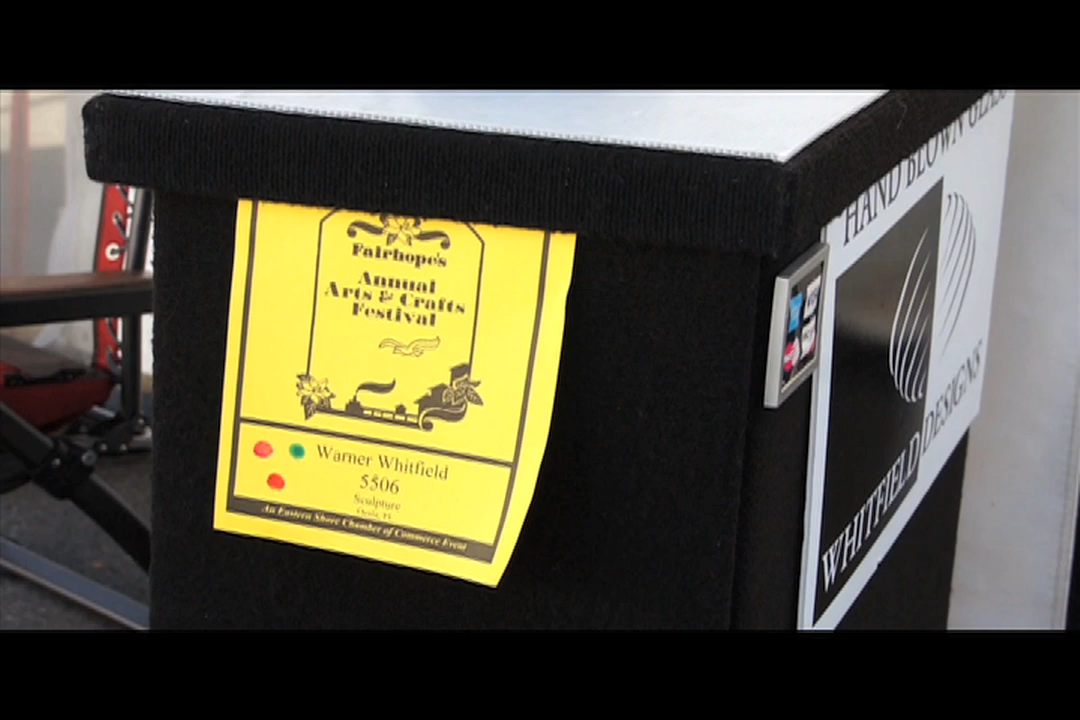 Fairhope's
Annual
Arts & Crafts
Festival
Warner Whitfield
5506
Sculpture
An Eastern Shore Chamber of Commerce Event
HAND BLOWN GLASS
WHITFIELD DESIGNS